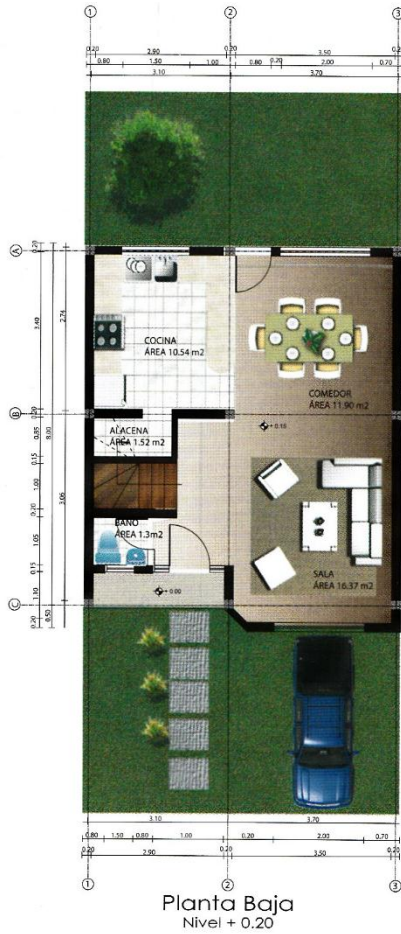 1
2
3
0.20 2.90 0.20 3.50 0.20
0.80 1.30 1.00 0.80 0.20 2.00 0.70
3.10 3.70
A
B
C
COCINA
ÁREA 10.54 m2
COMEDOR
ÁREA 11.90 m2
ALACENA
ÁREA 1.52 m2
+ 0.10
BAÑO
ÁREA 1.3m2
SALA
ÁREA 16.37 m2
+ 0.00
0.20
2.40
0.20
0.85
0.15
1.00
0.20
1.05
0.15
1.10
0.20
8.00
0.50
2.74
3.06
3.10 3.70
0.80 1.50 0.80 1.00 0.20 2.00 0.70
0.20 2.90 0.20 3.50 0.20
1
2
3
Planta Baja
Nivel + 0.20